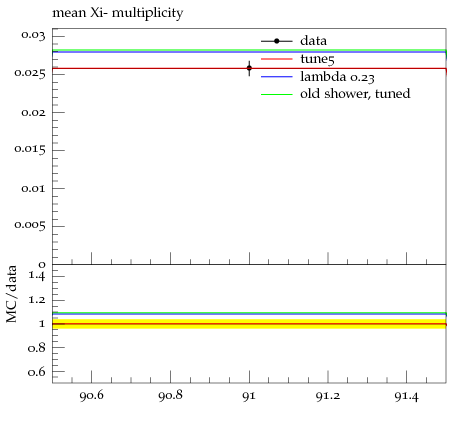 mean Xi- multiplicity
0.03
0.025
0.02
0.015
0.01
0.005
0
data
tune5
lambda 0.23
old shower, tuned
MC/data
1.4
1.2
1
0.8
0.6
90.6 90.8 91 91.2 91.4